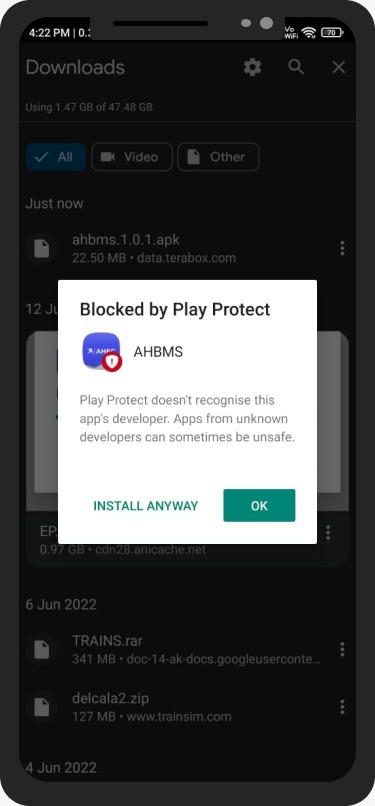 4:22 PM | 0.3
Vo
WiFi
70
Downloads
Using 1.47 GB of 47.48 GB
All
Video
Other
Just now
ahbms.1.0.1.apk
22.50 MB • data.terabox.com
12 Ju
Blocked by Play Protect
AHBMS
Play Protect doesn't recognise this
app's developer. Apps from unknown
developers can sometimes be unsafe.
INSTALL ANYWAY
OK
EP
0.97 GB • cdn28.anicache.net
6 Jun 2022
TRAINS.rar
341 MB • doc-14-ak-docs.googleuserconte...
delcala2.zip
127 MB • www.trainsim.com
4 Jun 2022